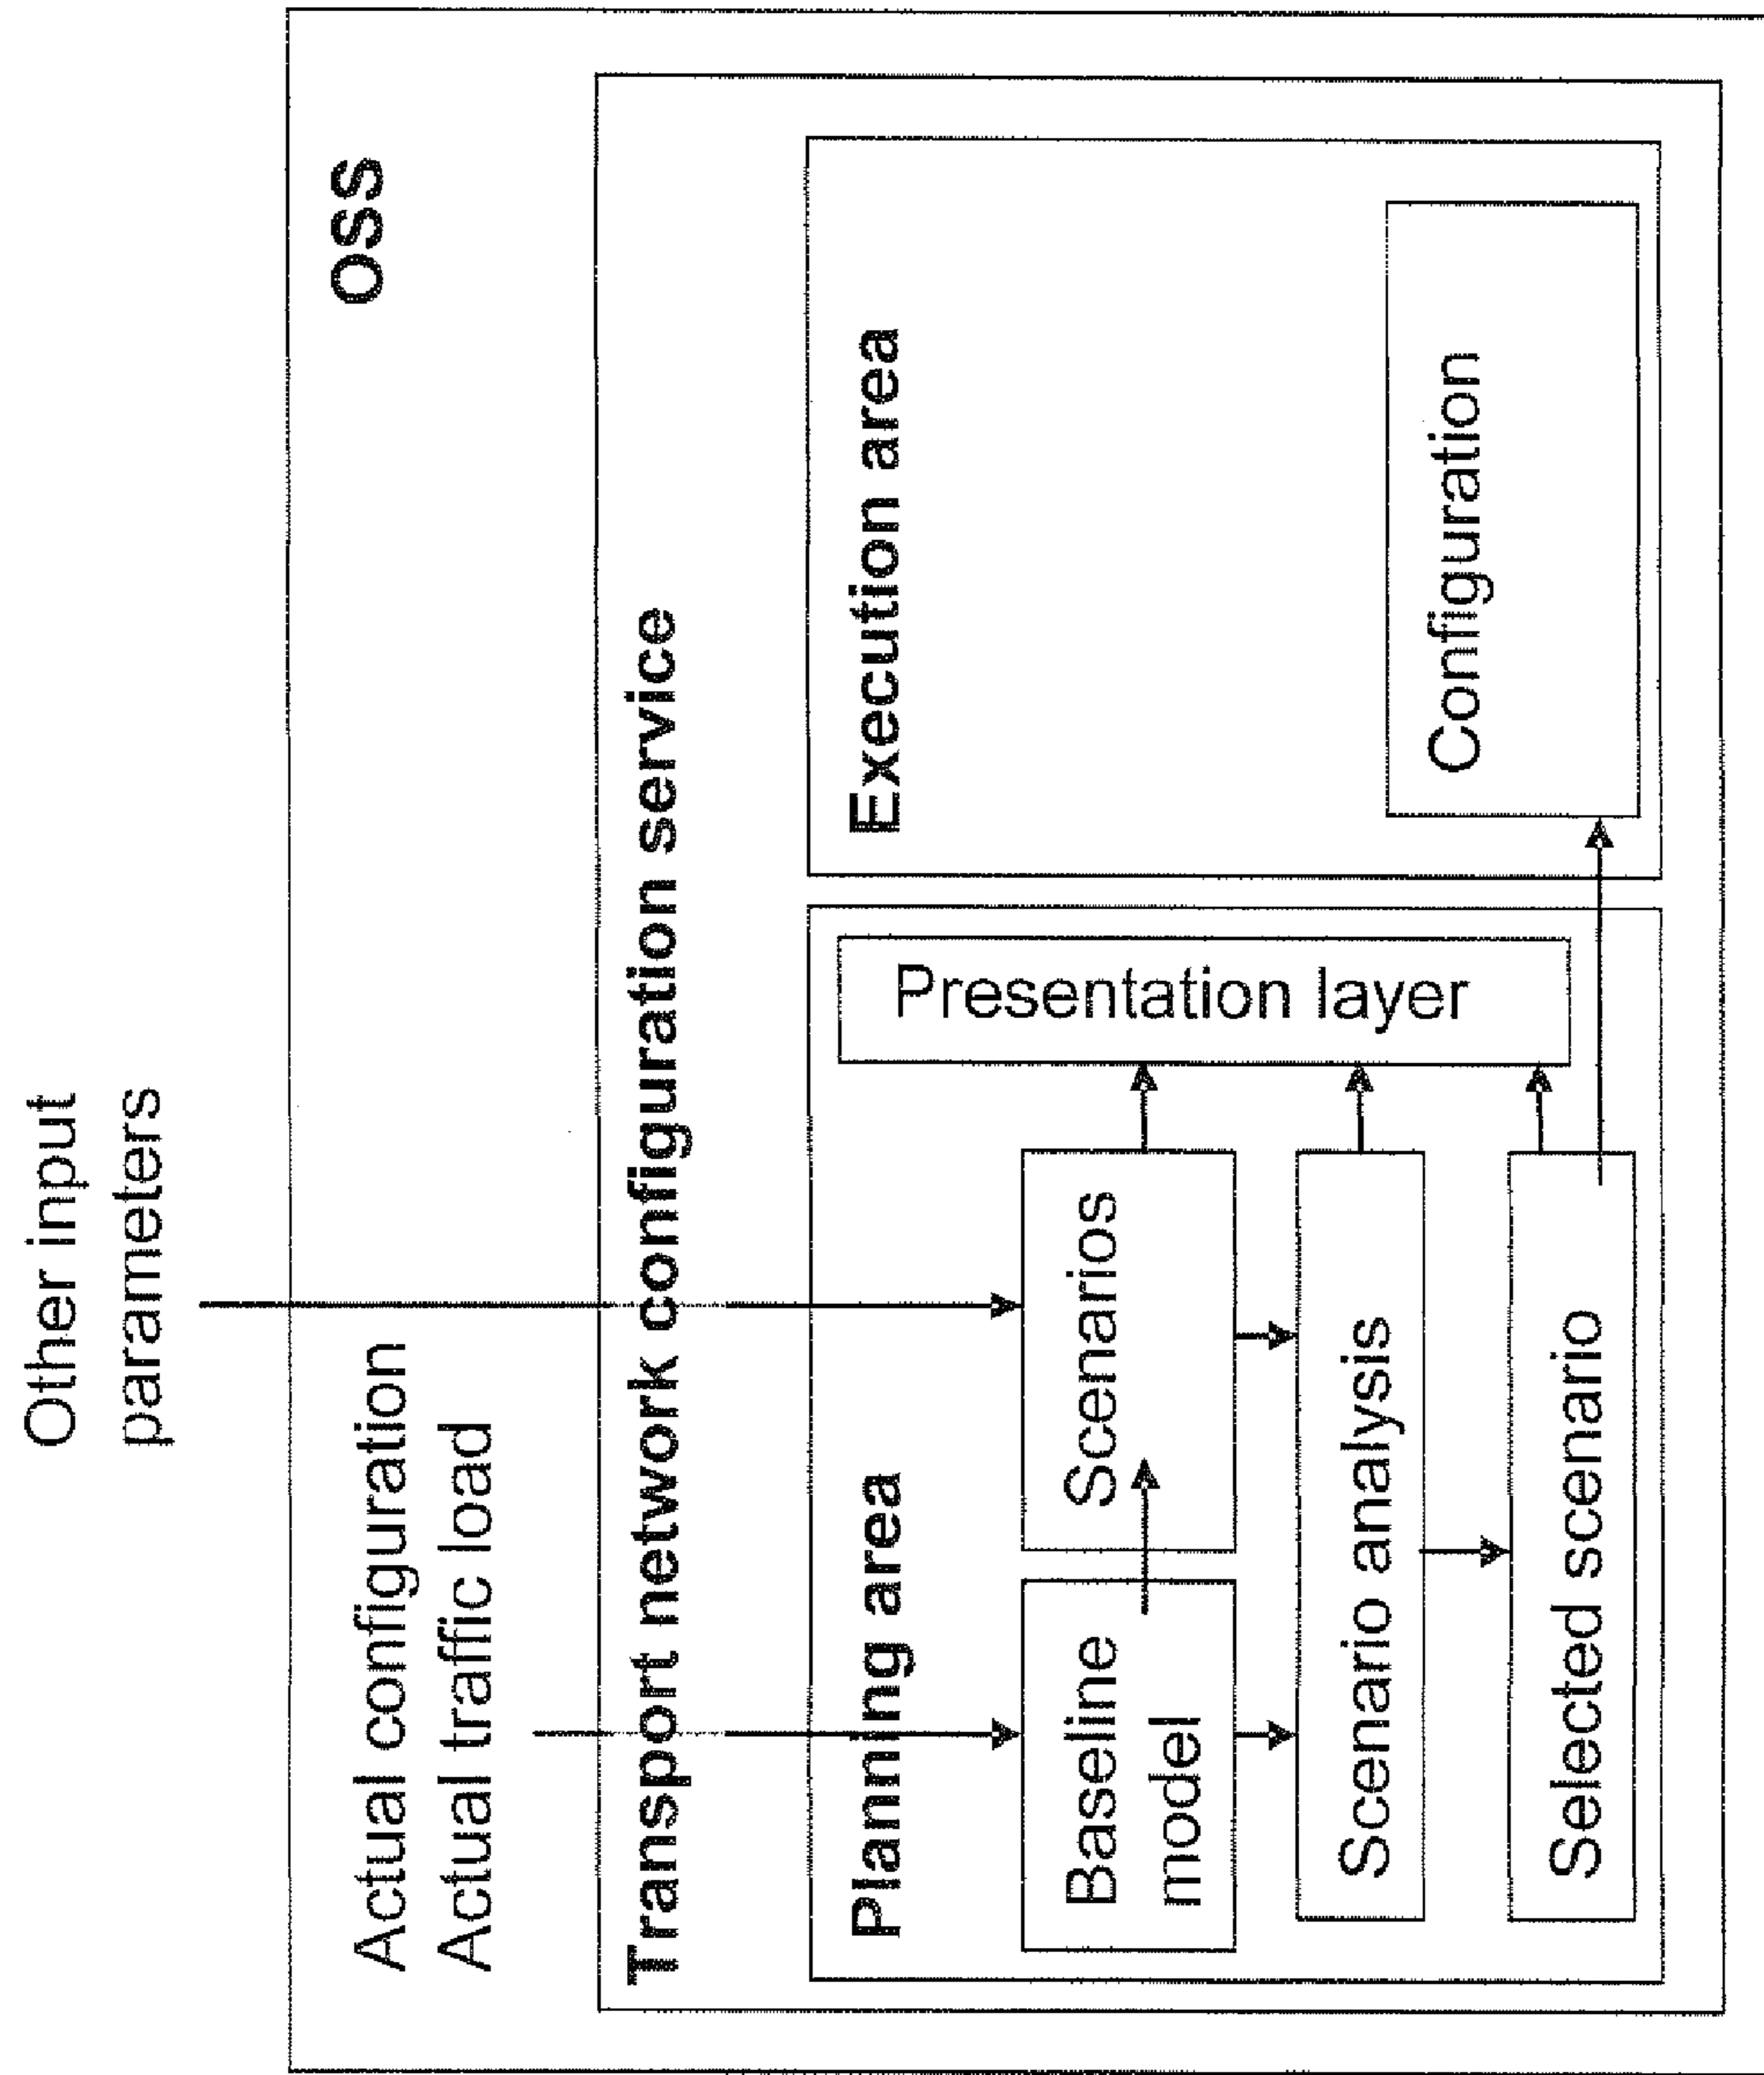 Other input
parameters
OSS
Actual configuration
Actual traffic load
Transport network configuration service
Planning area
Execution area
Baseline
model
Scenarios
Presentation layer
Scenario analysis
Selected scenario
Configuration